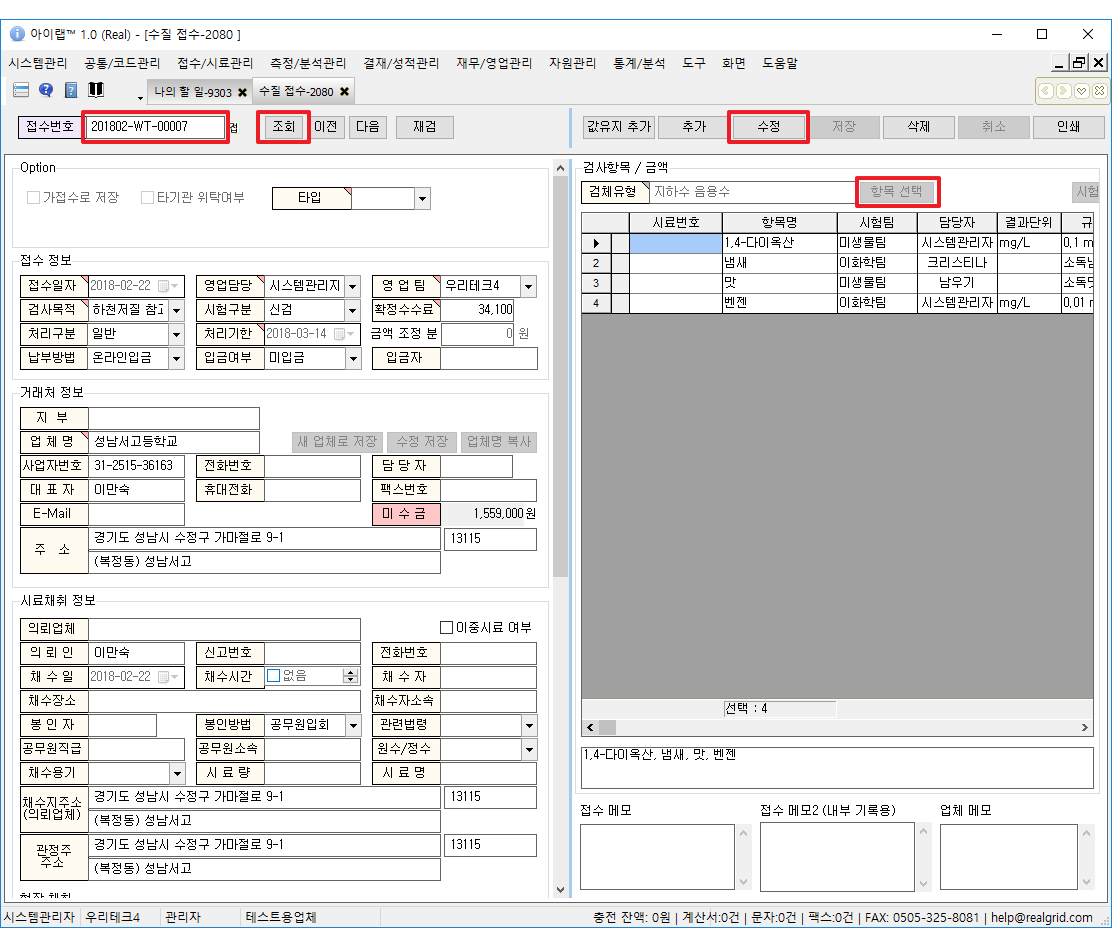 아이랩™ 1.0 (Real) - [수질 접수-2080 ]
시스템관리 공통/코드관리 접수/시료관리 측정/분석관리 결재/성적관리 재무/영업관리 자원관리 통계/분석 도구 화면 도움말
나의 할 일-9303 수질 접수-2080
접수번호 201802-WT-00007 접 조회 이전 다음 재검 값유지 추가 추가 수정 저장 삭제 취소 인쇄
Option
가접수로 저장 타기관 위탁여부 타입
접수 정보
접수일자 2018-02-22 영업담당 시스템관리자 영 업 팀 우리테크4
검사목적 하천저질 참고 시험구분 신검 확정수수료 34,100
처리구분 일반 처리기한 2018-03-14 금액 조정 분 0 원
납부방법 온라인입금 입금여부 미입금 입금자
거래처 정보
지 부
업 체 명 성남서고등학교 새 업체로 저장 수정 저장 업체명 복사
사업자번호 31-2515-36163 전화번호 담 당 자
대 표 자 이만숙 휴대전화 팩스번호
E-Mail 미 수 금 1,559,000 원
주 소 경기도 성남시 수정구 가마절로 9-1 13115
(복정동) 성남서고
시료채취 정보
의뢰업체 이중시료 여부
의 뢰 인 이만숙 신고번호 전화번호
채 수 일 2018-02-22 채수시간 없음 채 수 자
채수장소 채수자소속
봉 인 자 봉인방법 공무원입회 관련법령
공무원직급 공무원소속 원수/정수
채수용기 시 료 량 시 료 명
채수지주소 (의뢰업체) 경기도 성남시 수정구 가마절로 9-1 13115
(복정동) 성남서고
관정주 주소 경기도 성남시 수정구 가마절로 9-1 13115
(복정동) 성남서고
검사항목 / 금액
검체유형 지하수 음용수 항목 선택 시험
시료번호 항목명 시험팀 담당자 결과단위 규
1,4-다이옥산 미생물팀 시스템관리자 mg/L 0,1 m
2 냄새 이화학팀 크리스티나 소독냄
3 맛 미생물팀 남우기 소독맛
4 벤젠 이화학팀 시스템관리자 mg/L 0,01 m
선택 : 4
1,4-다이옥산, 냄새, 맛, 벤젠
접수 메모 접수 메모2 (내부 기록용) 업체 메모
시스템관리자 우리테크4 관리자 테스트용업체 충전 잔액: 0원 | 계산서:0건 | 문자:0건 | 팩스:0건 | FAX: 0505-325-8081 | help@realgrid.com